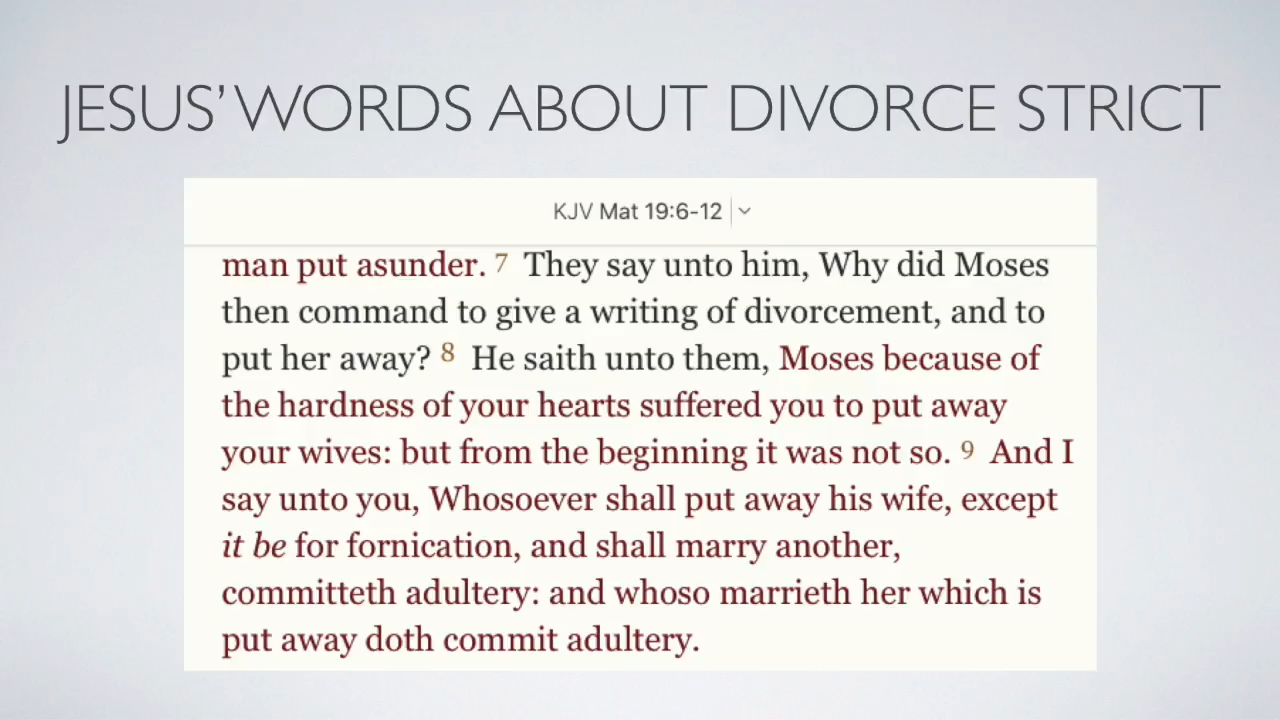 JESUS’ WORDS ABOUT DIVORCE STRICT
KJV Mat 19:6-12
man put asunder. 7 They say unto him, Why did Moses
then command to give a writing of divorcement, and to
put her away? 8 He saith unto them, Moses because of
the hardness of your hearts suffered you to put away
your wives: but from the beginning it was not so. 9 And I
say unto you, Whosoever shall put away his wife, except
it be for fornication, and shall marry another,
committeth adultery: and whoso marrieth her which is
put away doth commit adultery.